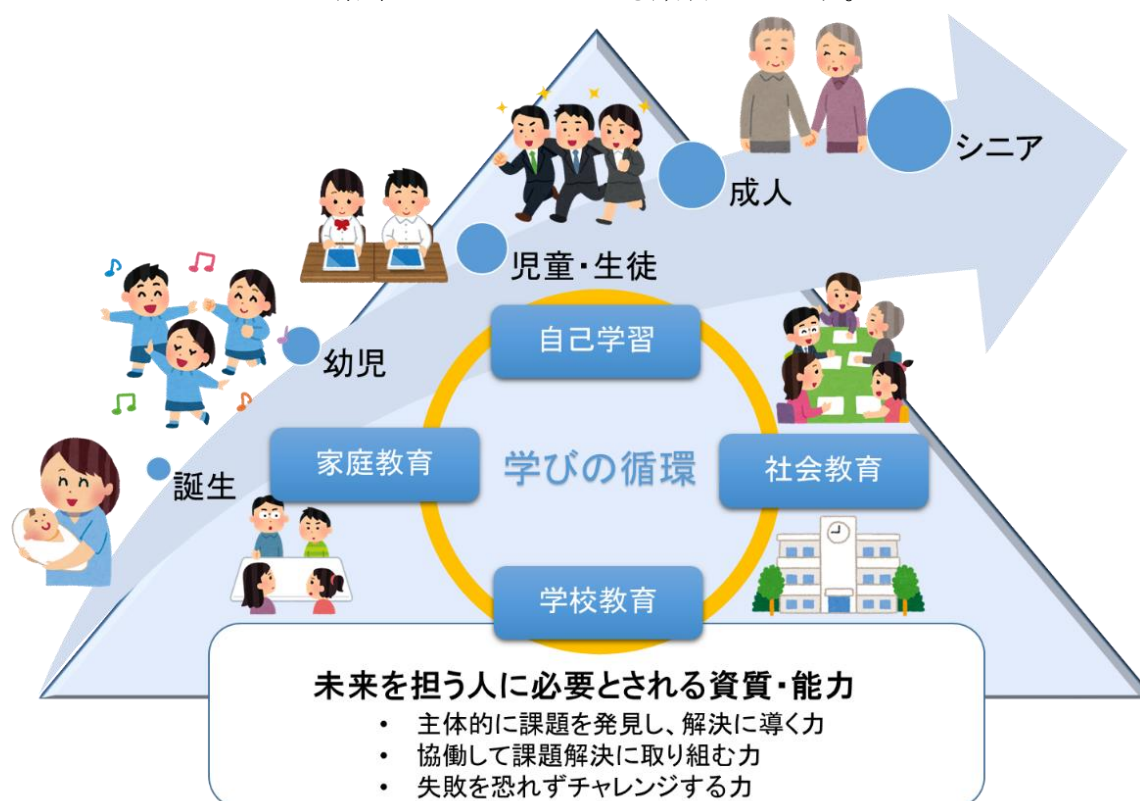 シニア
成人
児童・生徒
幼児
誕生
自己学習
家庭教育
学びの循環
社会教育
学校教育
未来を担う人に必要とされる資質・能力
• 主体的に課題を発見し、解決に導く力
• 協働して課題解決に取り組む力
• 失敗を恐れずチャレンジする力